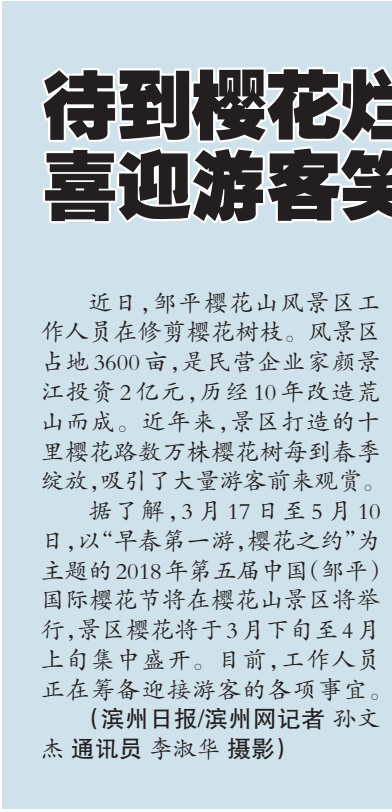 待到樱花烂
喜迎游客笑
近日,邹平樱花山风景区工
作人员在修剪樱花树枝。风景区
占地3600亩,是民营企业家颜景
江投资2亿元,历经10年改造荒
山而成。近年来,景区打造的十
里樱花路数万株樱花树每到春季
绽放,吸引了大量游客前来观赏。
据了解,3月17日至5月10
日,以“早春第一游,樱花之约”为
主题的2018年第五届中国(邹平)
国际樱花节将在樱花山景区将举
行,景区樱花将于3月下旬至4月
上旬集中盛开。目前,工作人员
正在筹备迎接游客的各项事宜。
(滨州日报/滨州网记者 孙文
杰 通讯员 李淑华 摄影)